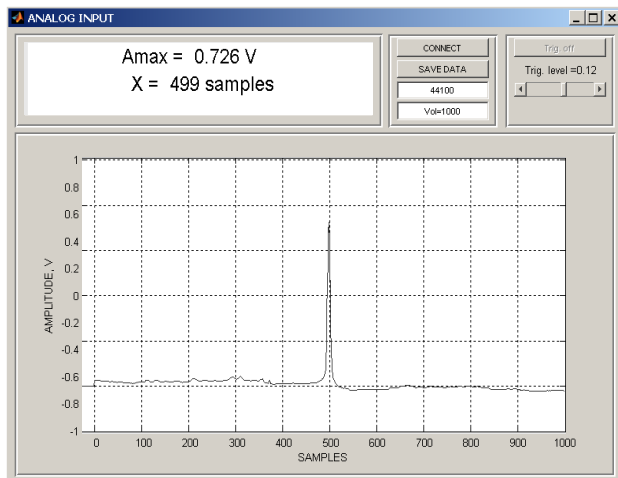 ANALOG INPUT
Amax = 0.726 V
X = 499 samples
CONNECT
SAVE DATA
44100
Vol=1000
Trig. off
Trig. level =0.12
1
0.8
0.6
0.4
0.2
0
-0.2
-0.4
-0.6
-0.8
-1
AMPLITUDE, V
0 100 200 300 400 500 600 700 800 900 1000
SAMPLES